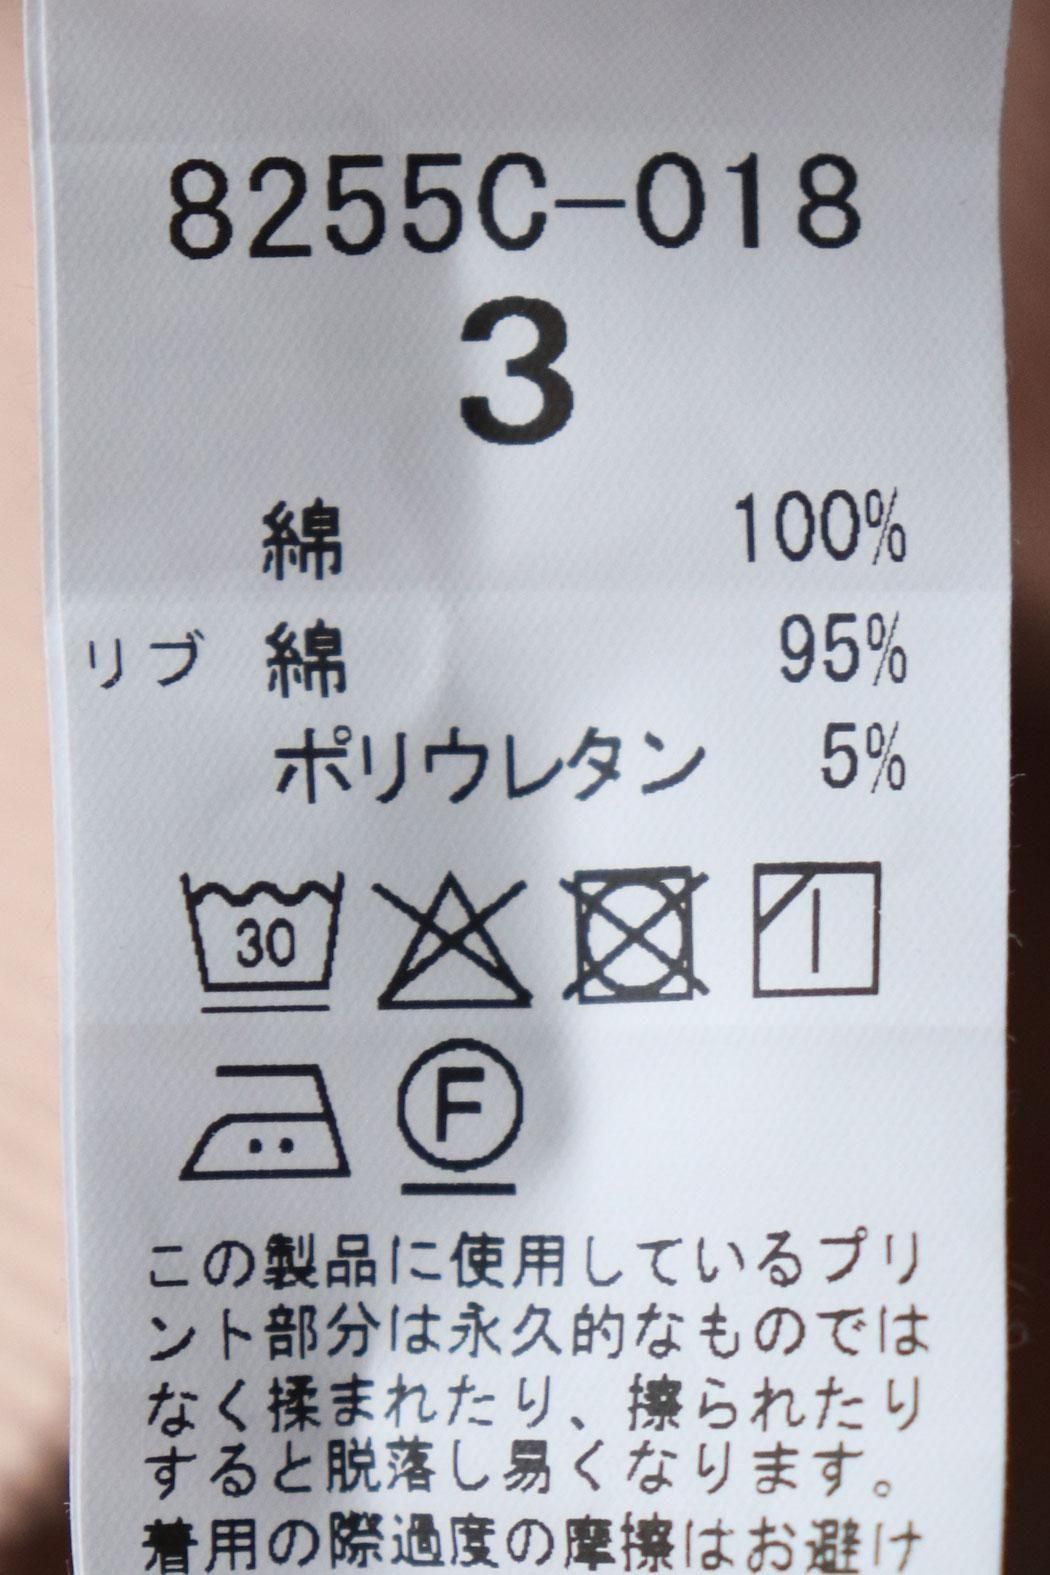 8255C-018
3
綿 100%
リブ 綿 95%
ポリウレタン 5%
30
F
この製品に使用しているプリ
ント部分は永久的なものでは
なく揉まれたり、擦られたり
すると脱落し易くなります。
着用の際過度の摩擦はお避け